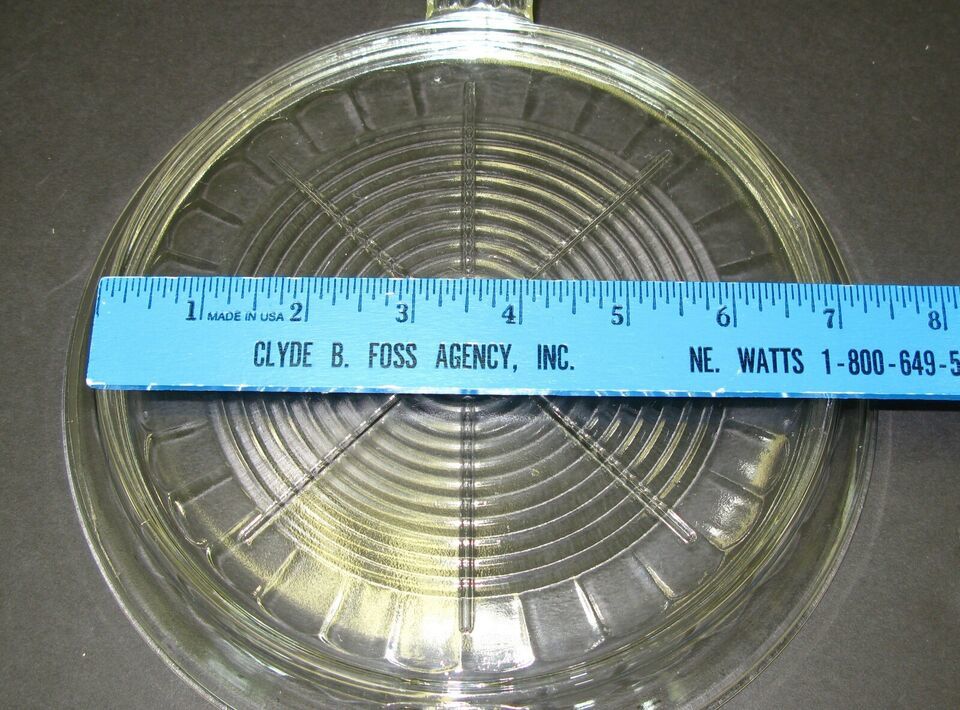 1 MADE IN USA 2 3 4 5 6 7 8
CLYDE B. FOSS AGENCY, INC. NE. WATTS 1-800-649-5